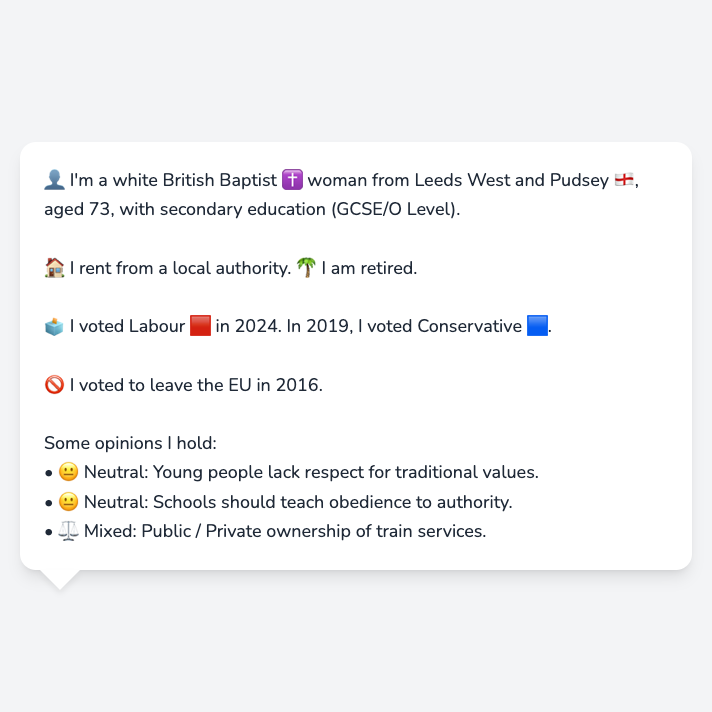 👤 I'm a white British Baptist ✝️ woman from Leeds West and Pudsey 🏴󠁧󠁢󠁥󠁮󠁧󠁿,
aged 73, with secondary education (GCSE/O Level).
🏠 I rent from a local authority. 🌴 I am retired.
🗳️ I voted Labour 🟥 in 2024. In 2019, I voted Conservative 🟦.
🚫 I voted to leave the EU in 2016.
Some opinions I hold:
• 😐 Neutral: Young people lack respect for traditional values.
• 😐 Neutral: Schools should teach obedience to authority.
• ⚖️ Mixed: Public / Private ownership of train services.